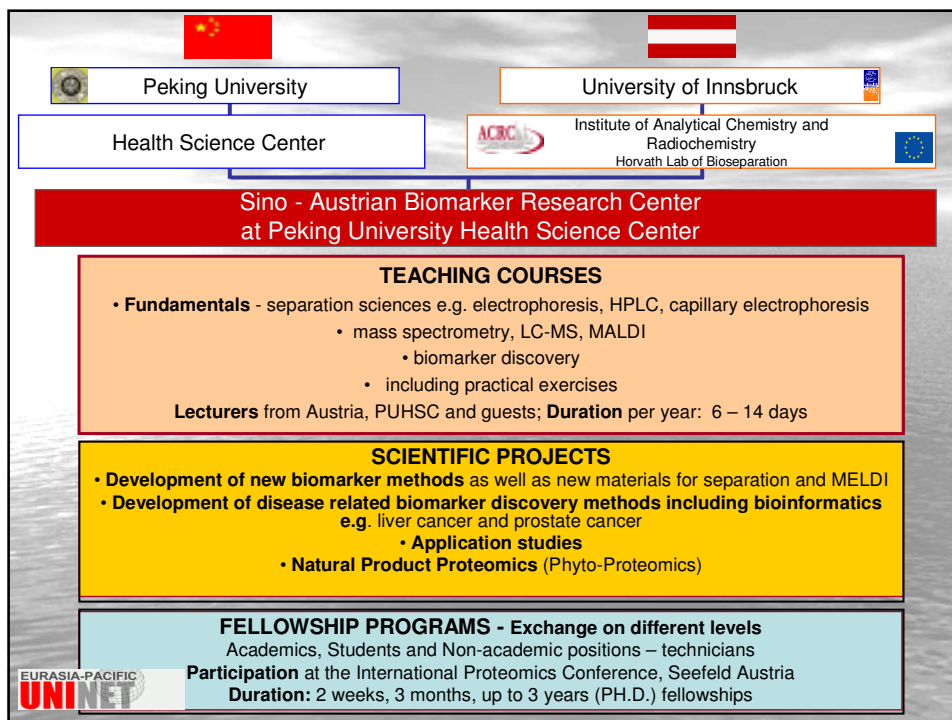 Peking University
University of Innsbruck
Health Science Center
ACRC
Institute of Analytical Chemistry and
Radiochemistry
Horvath Lab of Bioseparation
Sino - Austrian Biomarker Research Center
at Peking University Health Science Center
TEACHING COURSES
• Fundamentals - separation sciences e.g. electrophoresis, HPLC, capillary electrophoresis
• mass spectrometry, LC-MS, MALDI
• biomarker discovery
• including practical exercises
Lecturers from Austria, PUHSC and guests; Duration per year: 6 – 14 days
SCIENTIFIC PROJECTS
• Development of new biomarker methods as well as new materials for separation and MELDI
• Development of disease related biomarker discovery methods including bioinformatics
e.g. liver cancer and prostate cancer
• Application studies
• Natural Product Proteomics (Phyto-Proteomics)
FELLOWSHIP PROGRAMS - Exchange on different levels
Academics, Students and Non-academic positions – technicians
Participation at the International Proteomics Conference, Seefeld Austria
Duration: 2 weeks, 3 months, up to 3 years (PH.D.) fellowships
EURASIA-PACIFIC
UNINET